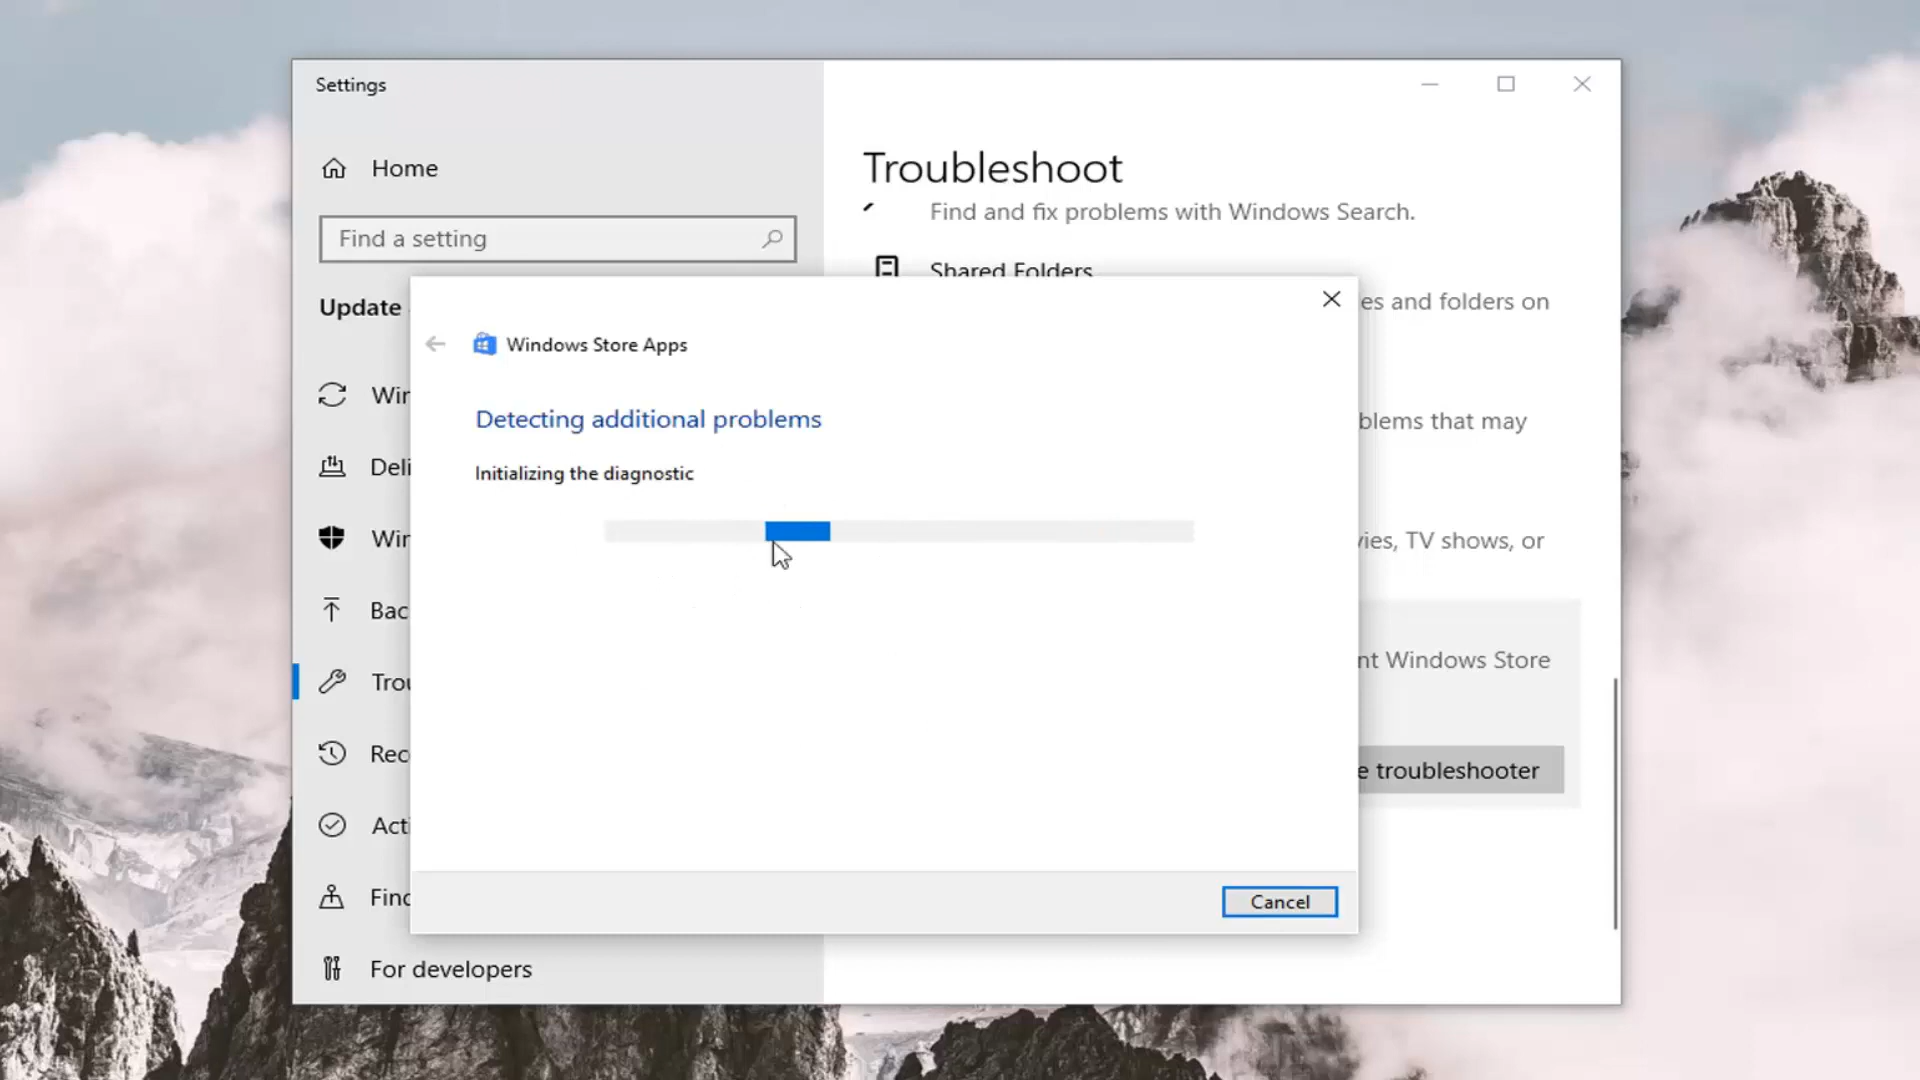 Settings
Home
Find a setting
Update
Wir
Deli
Wir
Bac
Trou
Rec
Acti
Find
For developers
Troubleshoot
Find and fix problems with Windows Search.
Shared Folders
es and folders on
blems that may
vies, TV shows, or
nt Windows Store
e troubleshooter
Windows Store Apps
Detecting additional problems
Initializing the diagnostic
Cancel